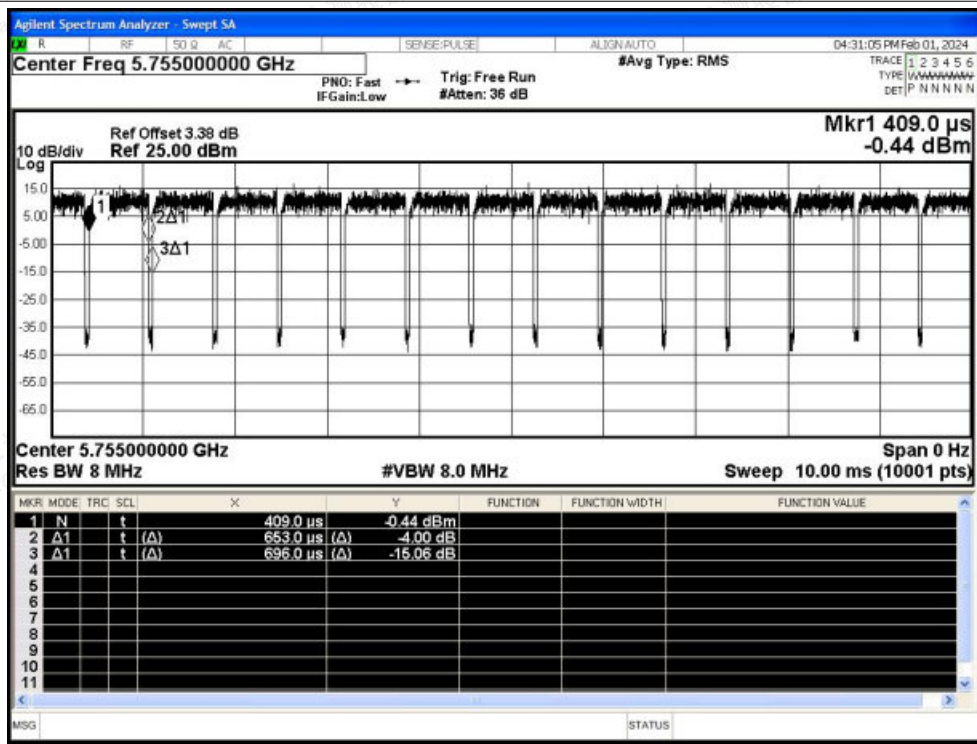 Agilent Spectrum Analyzer - Swept SA
LXI R RF 50 Ω AC SENSE:PULSE ALIGN AUTO 04:31:05 PM Feb 01, 2024
Center Freq 5.755000000 GHz #Avg Type: RMS TRACE 1 2 3 4 5 6
PNO: Fast Trig: Free Run TYPE WWWWWW
IFGain:Low #Atten: 36 dB DET P N N N N N
Mkr1 409.0 µs
Ref Offset 3.38 dB
10 dB/div Ref 25.00 dBm -0.44 dBm
Log
15.0
1
5.00
2Δ1
3Δ1
-5.00
-15.0
-25.0
-35.0
-45.0
-55.0
-65.0
Center 5.755000000 GHz Span 0 Hz
Res BW 8 MHz #VBW 8.0 MHz Sweep 10.00 ms (10001 pts)
MKR MODE TRC SCL X Y FUNCTION FUNCTION WIDTH FUNCTION VALUE
1 N t 409.0 µs -0.44 dBm
2 Δ1 t (Δ) 653.0 µs (Δ) -4.00 dB
3 Δ1 t (Δ) 696.0 µs (Δ) -15.06 dB
4
5
6
7
8
9
10
11
MSG STATUS